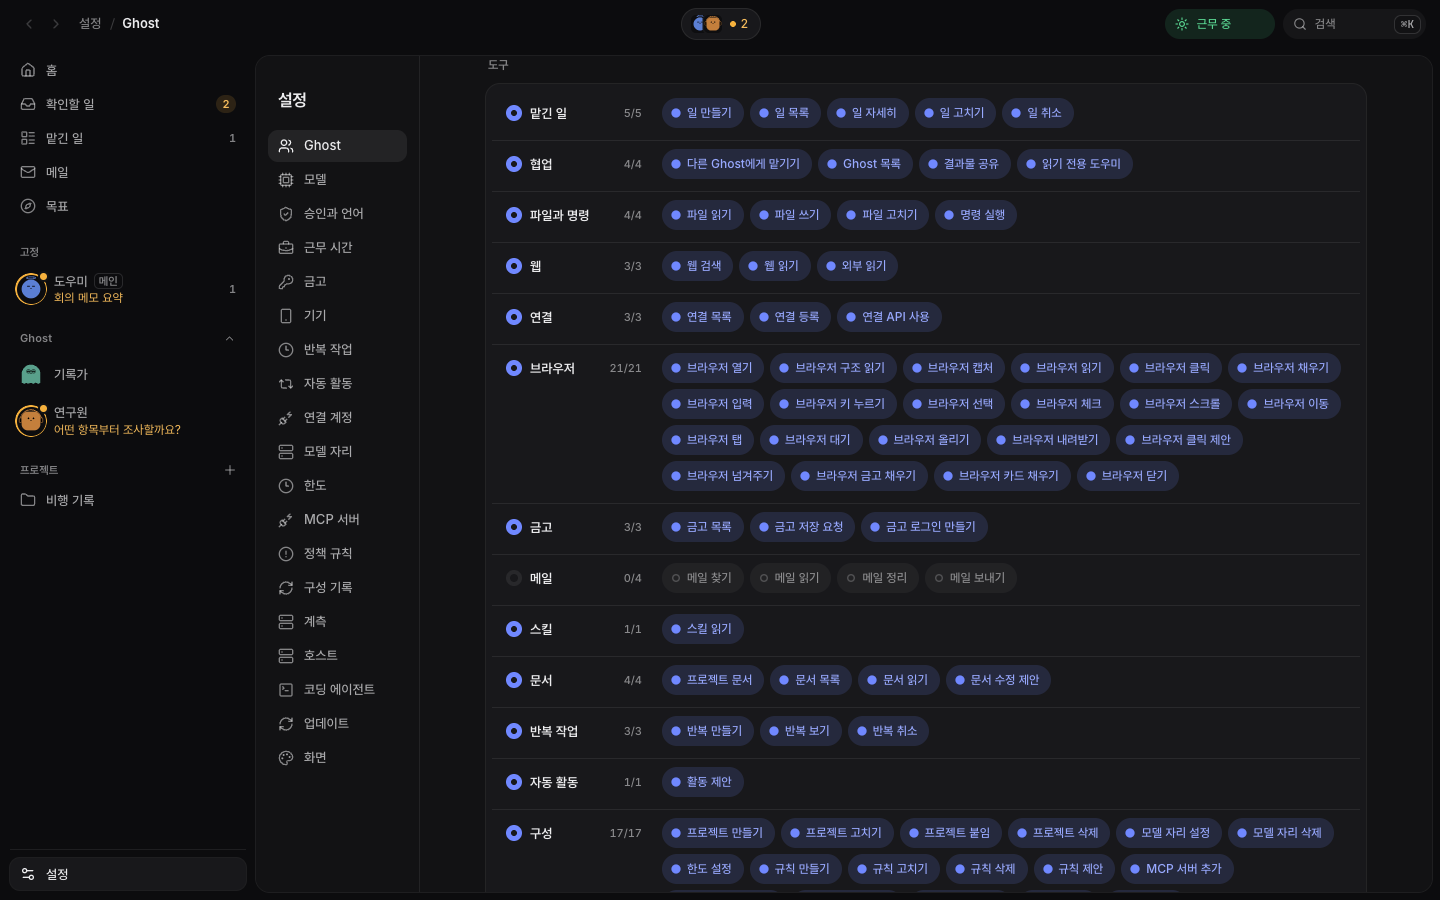 설정 / Ghost
2
근무 중
검색 ⌘K
홈
확인할 일 2
맡긴 일 1
메일
목표
고정
도우미 메인 1
회의 메모 요약
Ghost
기록가
연구원
어떤 항목부터 조사할까요?
프로젝트
비행 기록
설정
설정
Ghost
모델
승인과 언어
근무 시간
금고
기기
반복 작업
자동 활동
연결 계정
모델 자리
한도
MCP 서버
정책 규칙
구성 기록
계측
호스트
코딩 에이전트
업데이트
화면
도구
맡긴 일 5/5 일 만들기 일 목록 일 자세히 일 고치기 일 취소
협업 4/4 다른 Ghost에게 맡기기 Ghost 목록 결과물 공유 읽기 전용 도우미
파일과 명령 4/4 파일 읽기 파일 쓰기 파일 고치기 명령 실행
웹 3/3 웹 검색 웹 읽기 외부 읽기
연결 3/3 연결 목록 연결 등록 연결 API 사용
브라우저 21/21 브라우저 열기 브라우저 구조 읽기 브라우저 캡처 브라우저 읽기 브라우저 클릭 브라우저 채우기
브라우저 입력 브라우저 키 누르기 브라우저 선택 브라우저 체크 브라우저 스크롤 브라우저 이동
브라우저 탭 브라우저 대기 브라우저 올리기 브라우저 내려받기 브라우저 클릭 제안
브라우저 넘겨주기 브라우저 금고 채우기 브라우저 카드 채우기 브라우저 닫기
금고 3/3 금고 목록 금고 저장 요청 금고 로그인 만들기
메일 0/4 메일 찾기 메일 읽기 메일 정리 메일 보내기
스킬 1/1 스킬 읽기
문서 4/4 프로젝트 문서 문서 목록 문서 읽기 문서 수정 제안
반복 작업 3/3 반복 만들기 반복 보기 반복 취소
자동 활동 1/1 활동 제안
구성 17/17 프로젝트 만들기 프로젝트 고치기 프로젝트 붙임 프로젝트 삭제 모델 자리 설정 모델 자리 삭제
한도 설정 규칙 만들기 규칙 고치기 규칙 삭제 규칙 제안 MCP 서버 추가